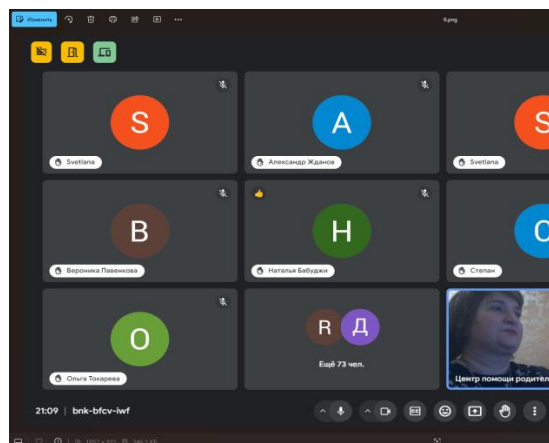 Изменить
6.png
S
A
S
Svetlana
Александр Жданов
Svetlana
В
Н
С
Вероника Павенкова
Наталья Бабуджи
Степан
О
R Д
Ещё 73 чел.
Ольга Токарева
Центр помощи родител
21:09 | bnk-bfcv-iwf